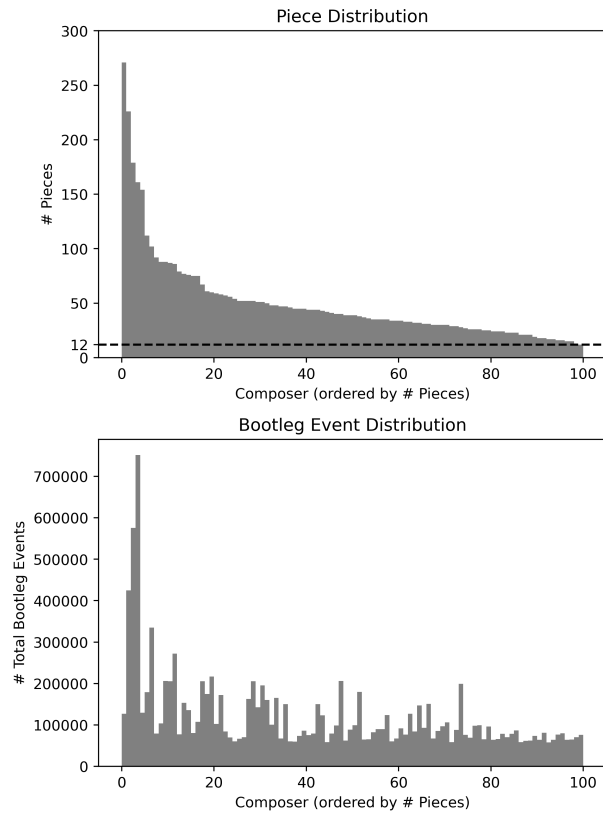 Piece Distribution
300
250
200
150
100
50
12
0
# Pieces
0 20 40 60 80 100
Composer (ordered by # Pieces)
Bootleg Event Distribution
700000
600000
500000
400000
300000
200000
100000
0
# Total Bootleg Events
0 20 40 60 80 100
Composer (ordered by # Pieces)